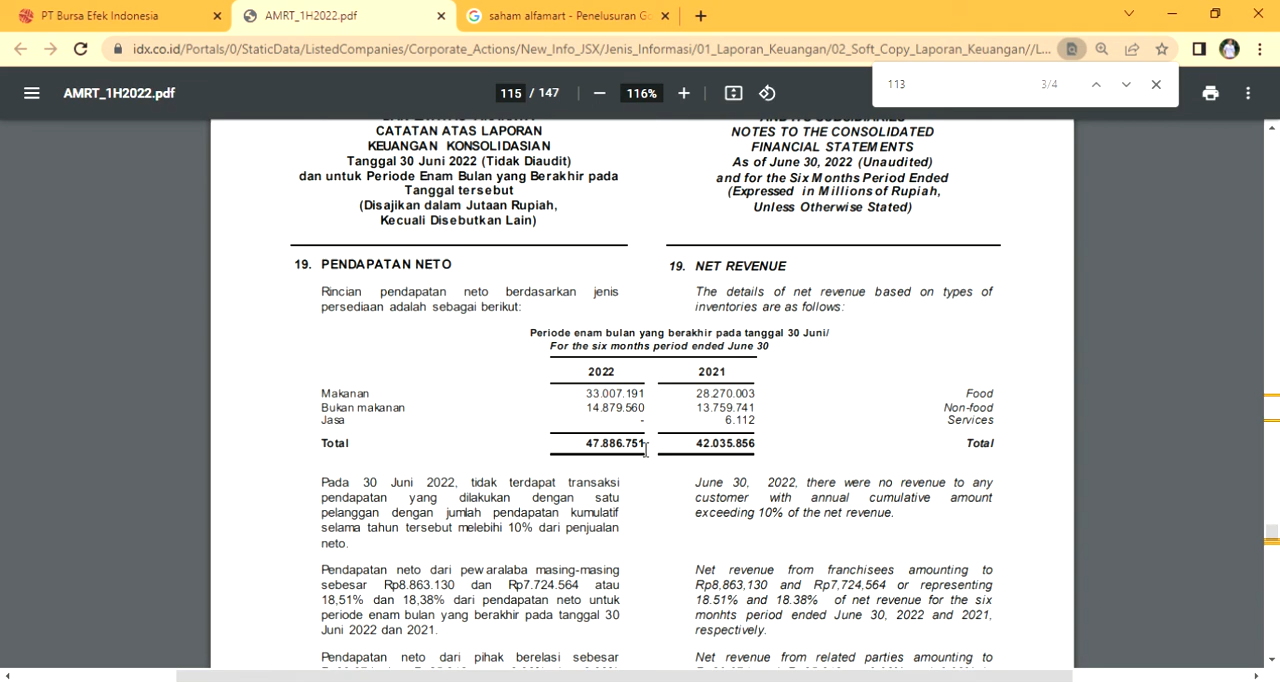 PT Bursa Efek Indonesia
AMRT_1H2022.pdf
saham alfamart - Penelusuran Go
idx.co.id/Portals/0/StaticData/ListedCompanies/Corporate_Actions/New_Info_JSX/Jenis_Informasi/01_Laporan_Keuangan/02_Soft_Copy_Laporan_Keuangan//L...
113
3/4
AMRT_1H2022.pdf
115 / 147
116%
CATATAN ATAS LAPORAN
KEUANGAN KONSOLIDASIAN
Tanggal 30 Juni 2022 (Tidak Diaudit)
dan untuk Periode Enam Bulan yang Berakhir pada
Tanggal tersebut
(Disajikan dalam Jutaan Rupiah,
Kecuali Disebutkan Lain)
AND ITS SUBSIDIARIES
NOTES TO THE CONSOLIDATED
FINANCIAL STATEMENTS
As of June 30, 2022 (Unaudited)
and for the Six Months Period Ended
(Expressed in Millions of Rupiah,
Unless Otherwise Stated)
19. PENDAPATAN NETO
Rincian pendapatan neto berdasarkan jenis
persediaan adalah sebagai berikut:
19. NET REVENUE
The details of net revenue based on types of
inventories are as follows:
Periode enam bulan yang berakhir pada tanggal 30 Juni/
For the six months period ended June 30
2022 2021
Makanan 33.007.191 28.270.003 Food
Bukan makanan 14.879.560 13.759.741 Non-food
Jasa - 6.112 Services
Total 47.886.751 42.035.856 Total
Pada 30 Juni 2022, tidak terdapat transaksi
pendapatan yang dilakukan dengan satu
pelanggan dengan jumlah pendapatan kumulatif
selama tahun tersebut melebihi 10% dari penjualan
neto.
June 30, 2022, there were no revenue to any
customer with annual cumulative amount
exceeding 10% of the net revenue.
Pendapatan neto dari pewaralaba masing-masing
sebesar Rp8.863.130 dan Rp7.724.564 atau
18,51% dan 18,38% dari pendapatan neto untuk
periode enam bulan yang berakhir pada tanggal 30
Juni 2022 dan 2021.
Net revenue from franchisees amounting to
Rp8,863,130 and Rp7,724,564 or representing
18.51% and 18.38% of net revenue for the six
monhts period ended June 30, 2022 and 2021,
respectively.
Pendapatan neto dari pihak berelasi sebesar
Net revenue from related parties amounting to